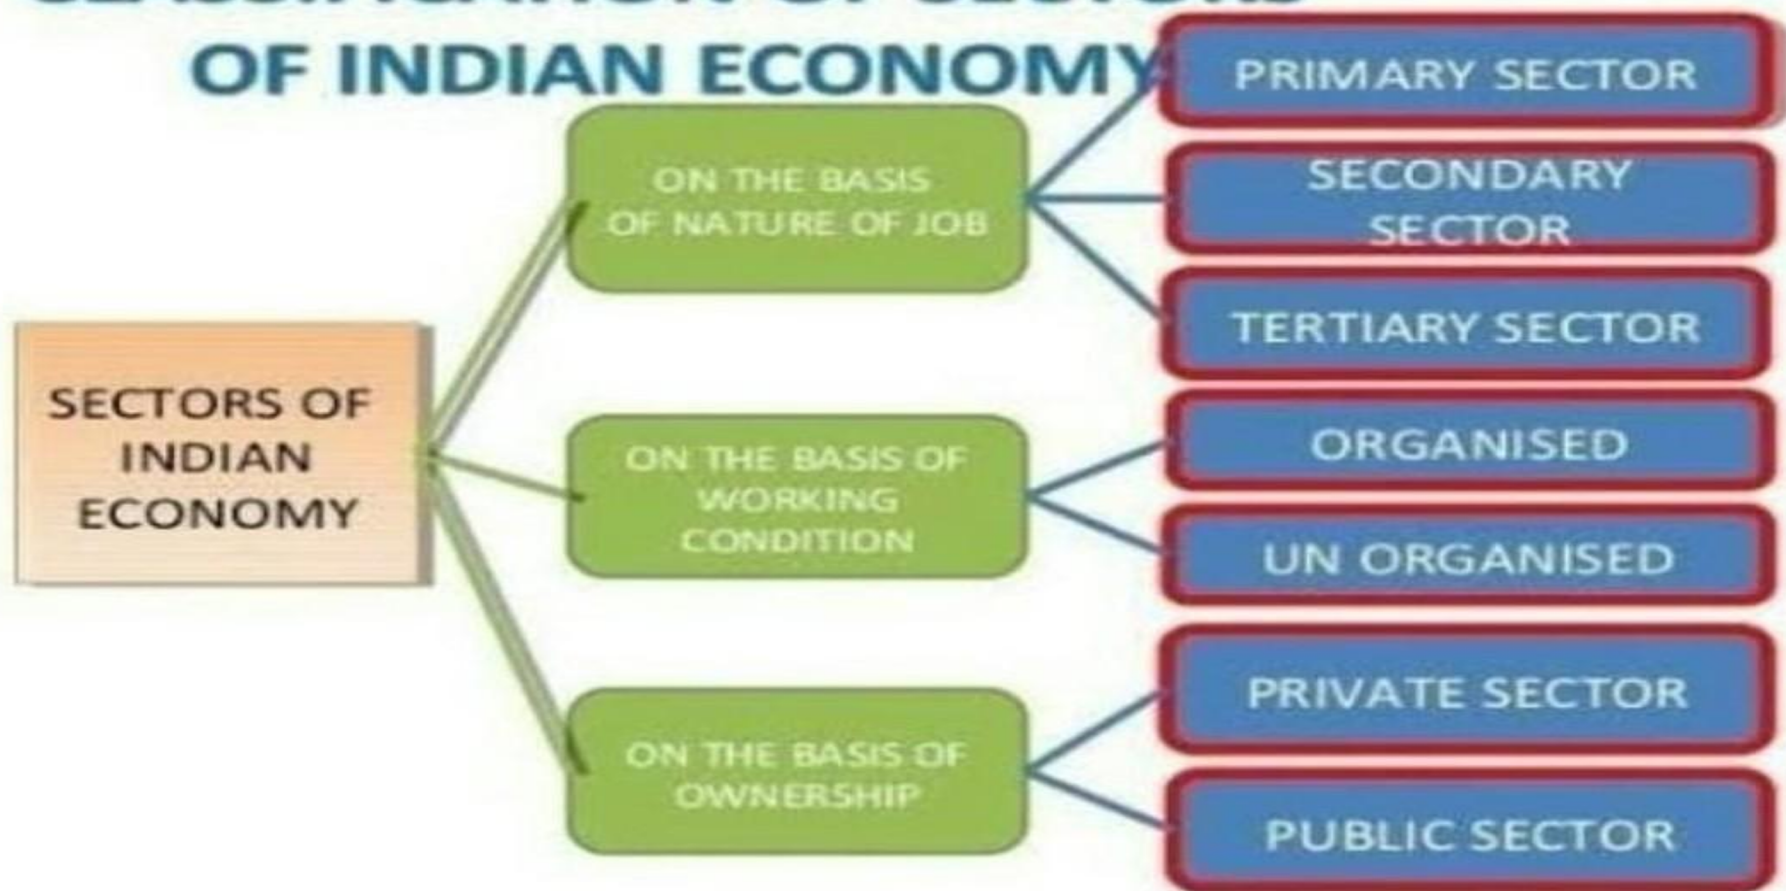 OF INDIAN ECONOMY
PRIMARY SECTOR
ON THE BASIS
OF NATURE OF JOB
SECONDARY
SECTOR
TERTIARY SECTOR
SECTORS OF
INDIAN
ECONOMY
ON THE BASIS OF
WORKING
CONDITION
ORGANISED
UN ORGANISED
ON THE BASIS OF
OWNERSHIP
PRIVATE SECTOR
PUBLIC SECTOR